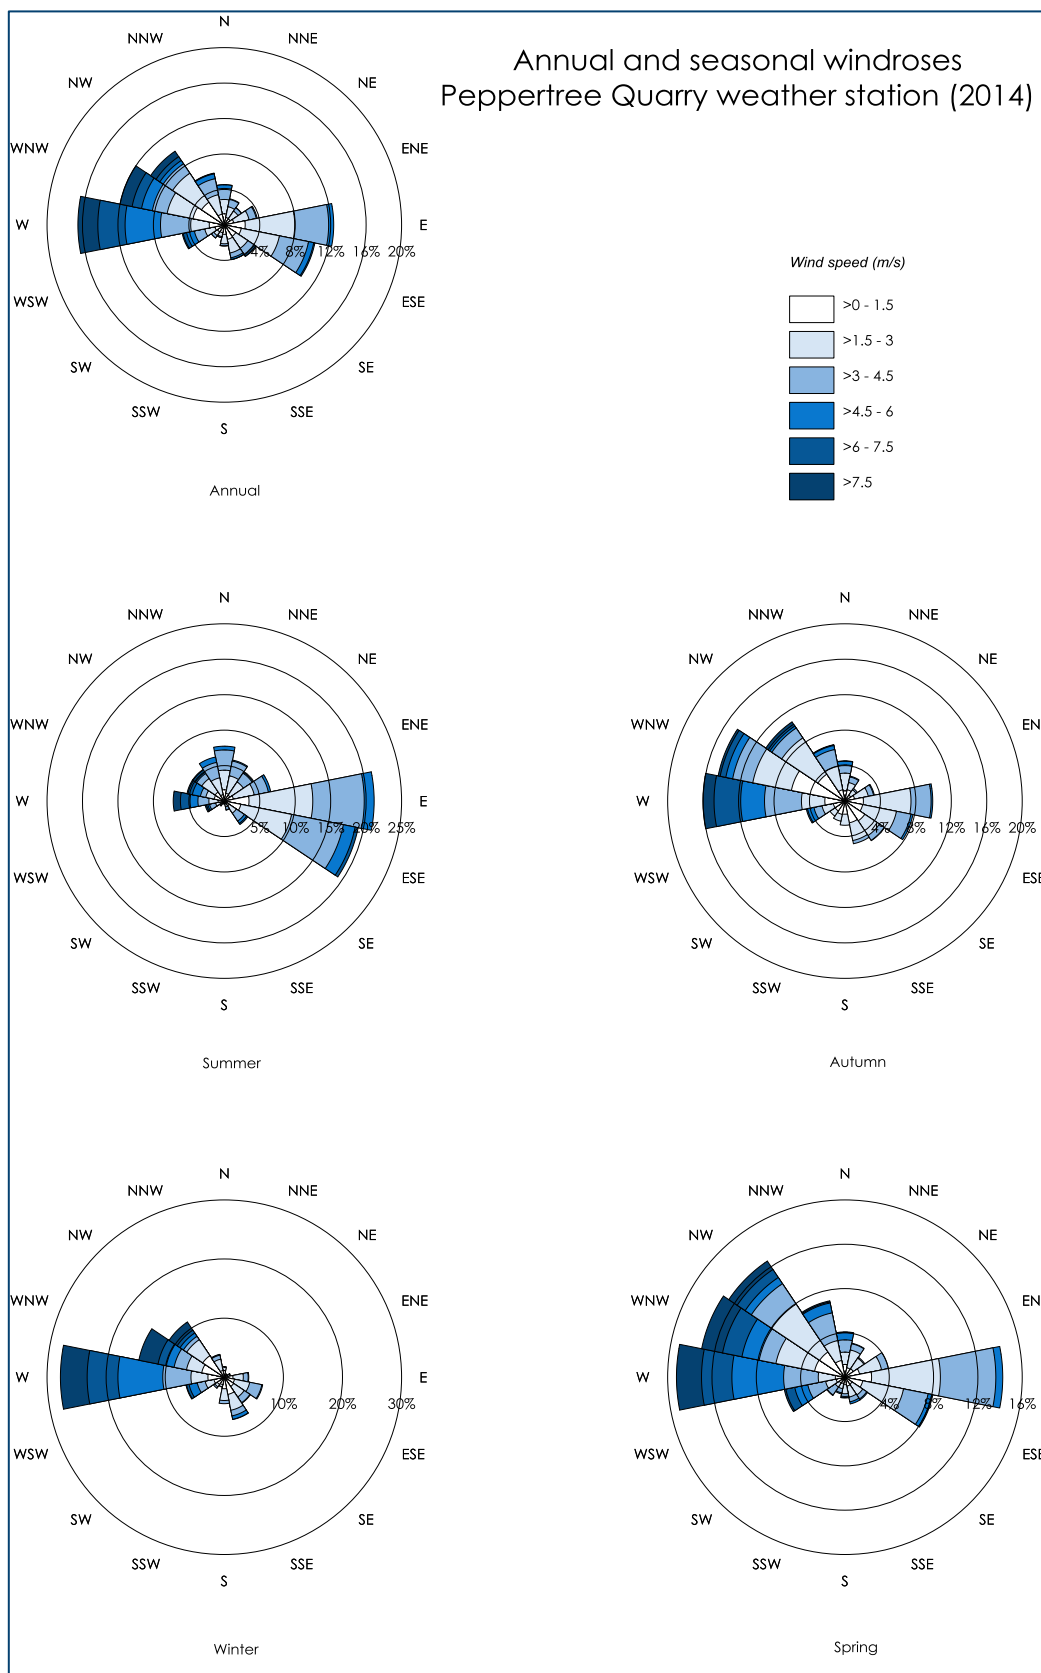 Annual and seasonal windroses
Peppertree Quarry weather station (2014)
N
NNW
NNE
NW
NE
WNW
ENE
W
E
4%
8%
12%
16%
20%
WSW
ESE
SW
SE
SSW
SSE
S
Annual
Wind speed (m/s)
>0 - 1.5
>1.5 - 3
>3 - 4.5
>4.5 - 6
>6 - 7.5
>7.5
N
NNW
NNE
NW
NE
WNW
ENE
W
E
5%
10%
15%
20%
25%
WSW
ESE
SW
SE
SSW
SSE
S
Summer
N
NNW
NNE
NW
NE
WNW
EN
W
E
4%
8%
12%
16%
20%
WSW
ESE
SW
SE
SSW
SSE
S
Autumn
N
NNW
NNE
NW
NE
WNW
ENE
W
E
10%
20%
30%
WSW
ESE
SW
SE
SSW
SSE
S
Winter
N
NNW
NNE
NW
NE
WNW
EN
W
E
4%
8%
12%
16%
WSW
ESE
SW
SE
SSW
SSE
S
Spring